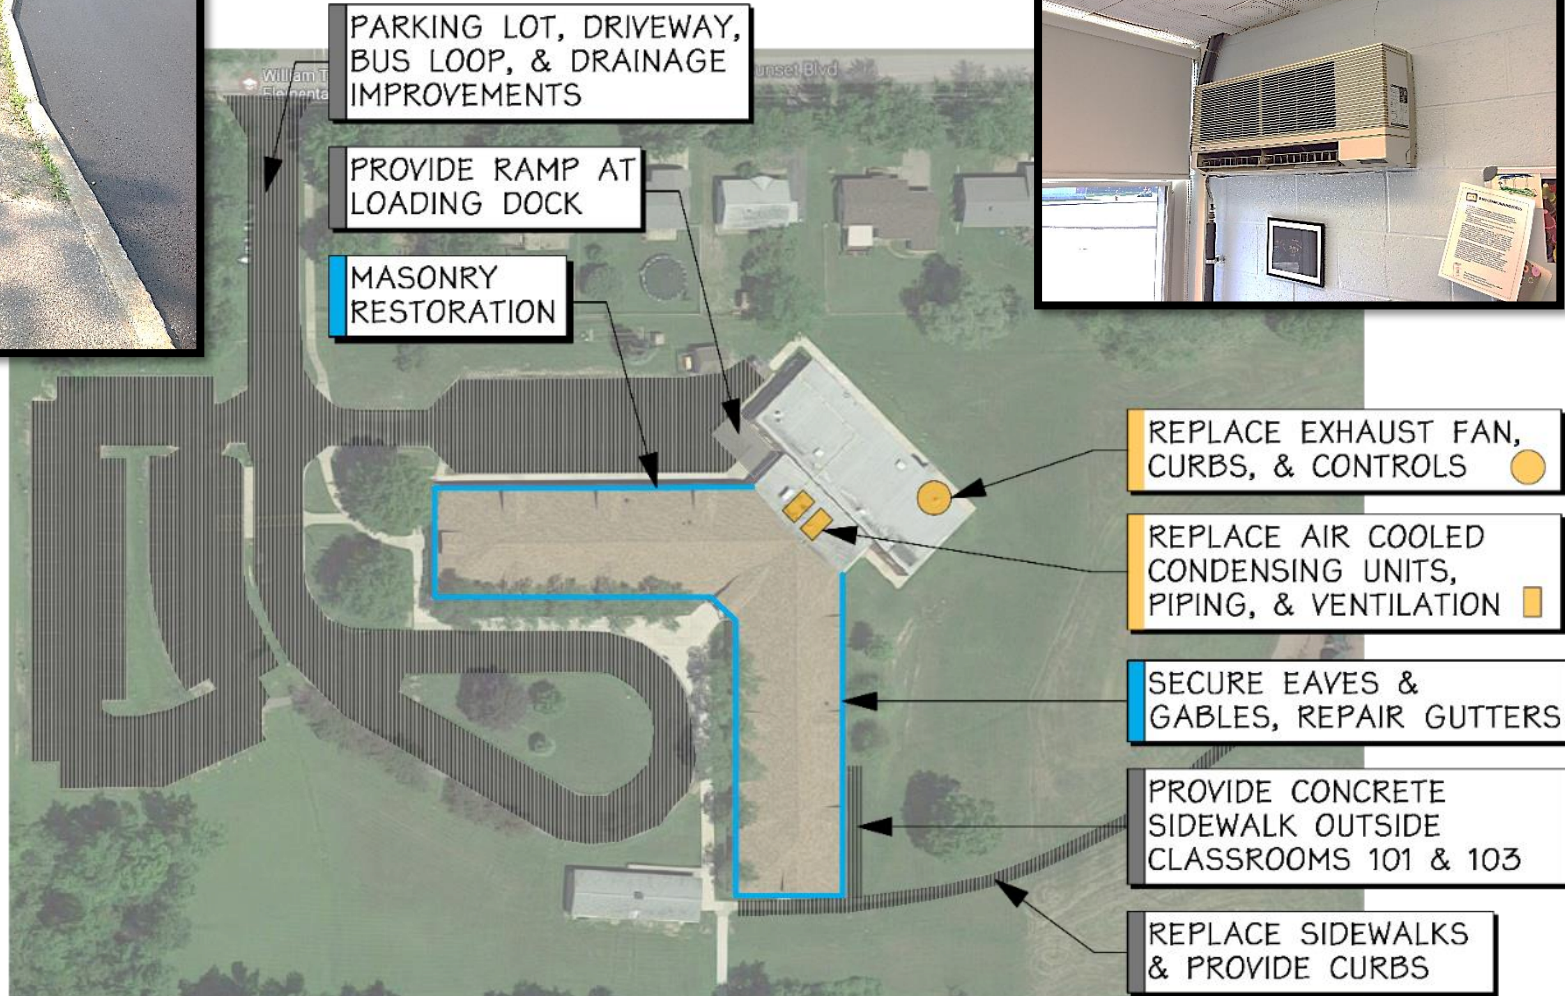 PARKING LOT, DRIVEWAY,
BUS LOOP, & DRAINAGE
IMPROVEMENTS
William
PROVIDE RAMP AT
LOADING DOCK
MASONRY
RESTORATION
REPLACE EXHAUST FAN,
CURBS, & CONTROLS
REPLACE AIR COOLED
CONDENSING UNITS,
PIPING, & VENTILATION
SECURE EAVES &
GABLES, REPAIR GUTTERS
PROVIDE CONCRETE
SIDEWALK OUTSIDE
CLASSROOMS 101 & 103
REPLACE SIDEWALKS
& PROVIDE CURBS